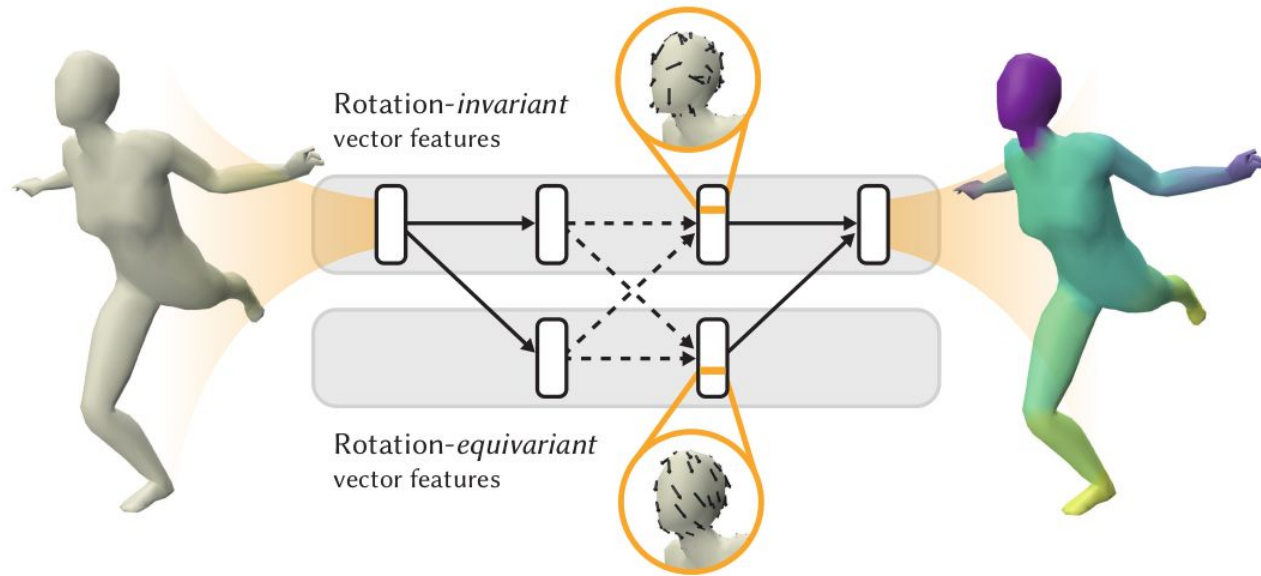 Rotation-invariant
vector features
Rotation-equivariant
vector features